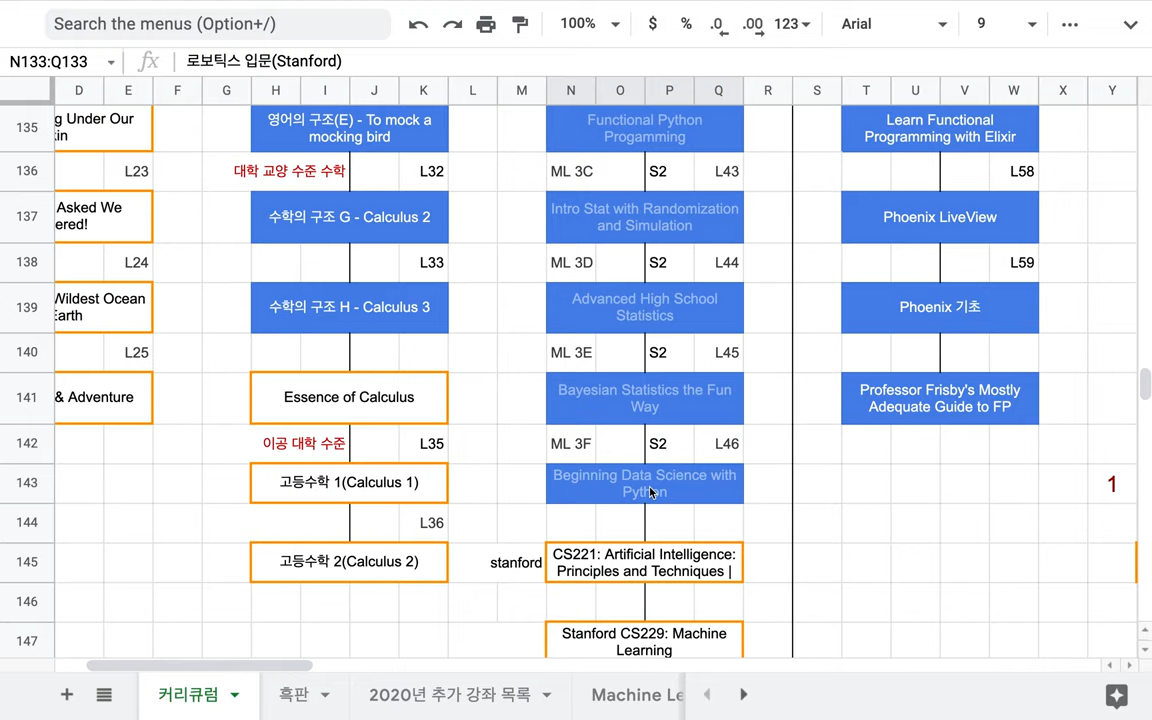 Search the menus (Option+/)
100%
$
%
.0
.00
123
Arial
9
N133:Q133
fx
로보틱스 입문(Stanford)
D E F G H I J K L M N O P Q R S T U V W X Y
135
g Under Our
in
영어의 구조(E) - To mock a
mocking bird
Functional Python
Progamming
Learn Functional
Programming with Elixir
136
L23
대학 교양 수준 수학
L32
ML 3C
S2
L43
L58
137
Asked We
ered!
수학의 구조 G - Calculus 2
Intro Stat with Randomization
and Simulation
Phoenix LiveView
138
L24
L33
ML 3D
S2
L44
L59
139
Wildest Ocean
Earth
수학의 구조 H - Calculus 3
Advanced High School
Statistics
Phoenix 기초
140
L25
ML 3E
S2
L45
141
& Adventure
Essence of Calculus
Bayesian Statistics the Fun
Way
Professor Frisby's Mostly
Adequate Guide to FP
142
이공 대학 수준
L35
ML 3F
S2
L46
143
고등수학 1(Calculus 1)
Beginning Data Science with
Python
1
144
L36
145
고등수학 2(Calculus 2)
stanford
CS221: Artificial Intelligence:
Principles and Techniques |
146
147
Stanford CS229: Machine
Learning
커리큐럼
흑판
2020년 추가 강좌 목록
Machine Le